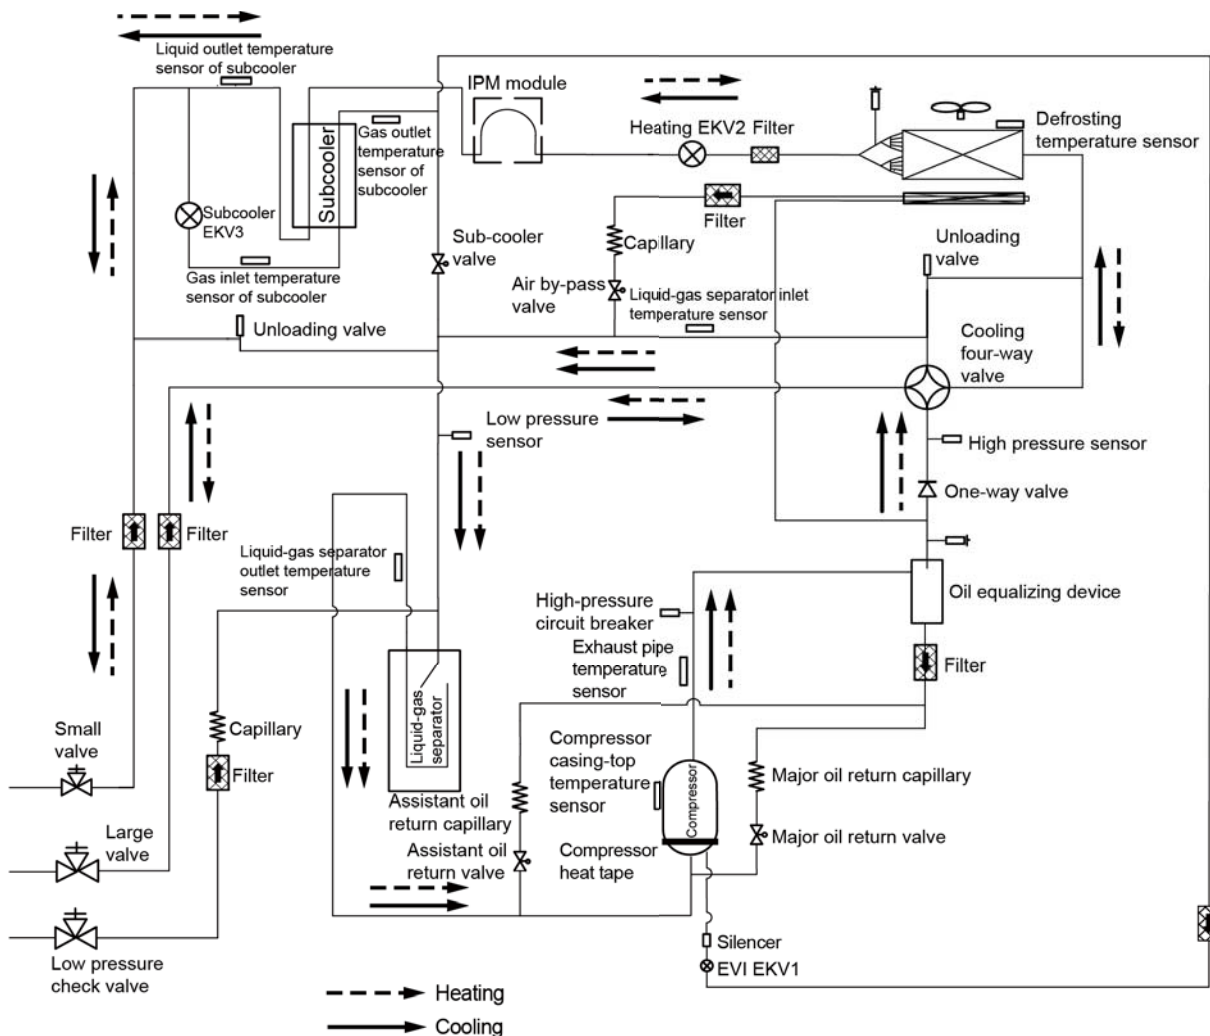 Liquid outlet temperature
sensor of subcooler
IPM module
Subcooler
Gas outlet
temperature
sensor of
subcooler
Heating EKV2 Filter
Defrosting
temperature sensor
Subcooler
EKV3
Filter
Sub-cooler
valve
Capillary
Unloading
valve
Gas inlet temperature
sensor of subcooler
Air by-pass
valve
Liquid-gas separator inlet
temperature sensor
Unloading valve
Cooling
four-way
valve
Low pressure
sensor
High pressure sensor
One-way valve
Filter
Filter
Liquid-gas separator
outlet temperature
sensor
High-pressure
circuit breaker
Oil equalizing device
Exhaust pipe
temperature
sensor
Filter
Liquid-gas
separator
Small
valve
Capillary
Filter
Compressor
casing-top
temperature
sensor
Compressor
Major oil return capillary
Assistant oil
return capillary
Large
valve
Assistant oil
return valve
Compressor
heat tape
Major oil return valve
Silencer
EVI EKV1
Low pressure
check valve
Heating
Cooling